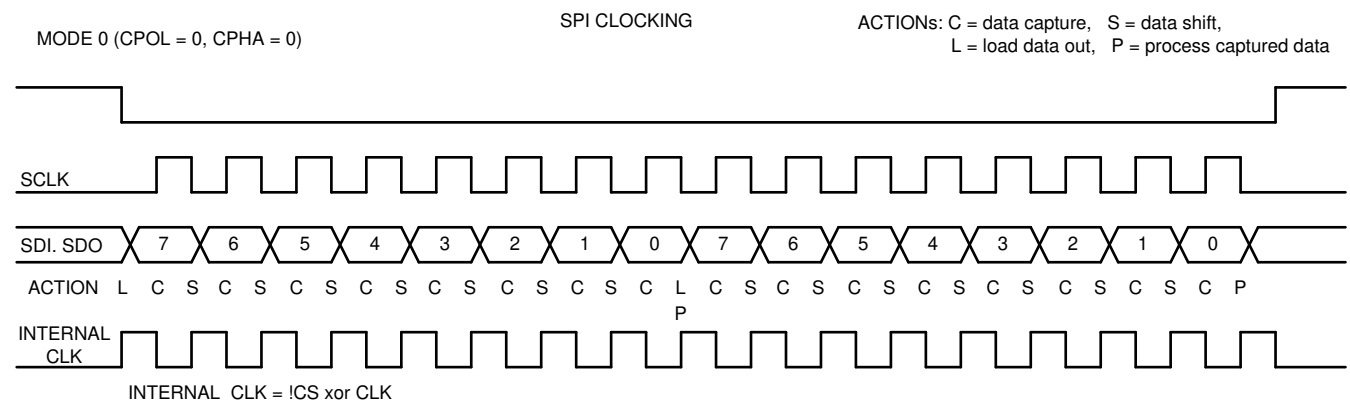 SPI CLOCKING
MODE 0 (CPOL = 0, CPHA = 0)
ACTIONs: C = data capture, S = data shift,
L = load data out, P = process captured data
SCLK
SDI. SDO 7 6 5 4 3 2 1 0 7 6 5 4 3 2 1 0
ACTION L C S C S C S C S C S C S C S C L C S C S C S C S C S C S C S C P
P
INTERNAL
CLK
INTERNAL CLK = !CS xor CLK